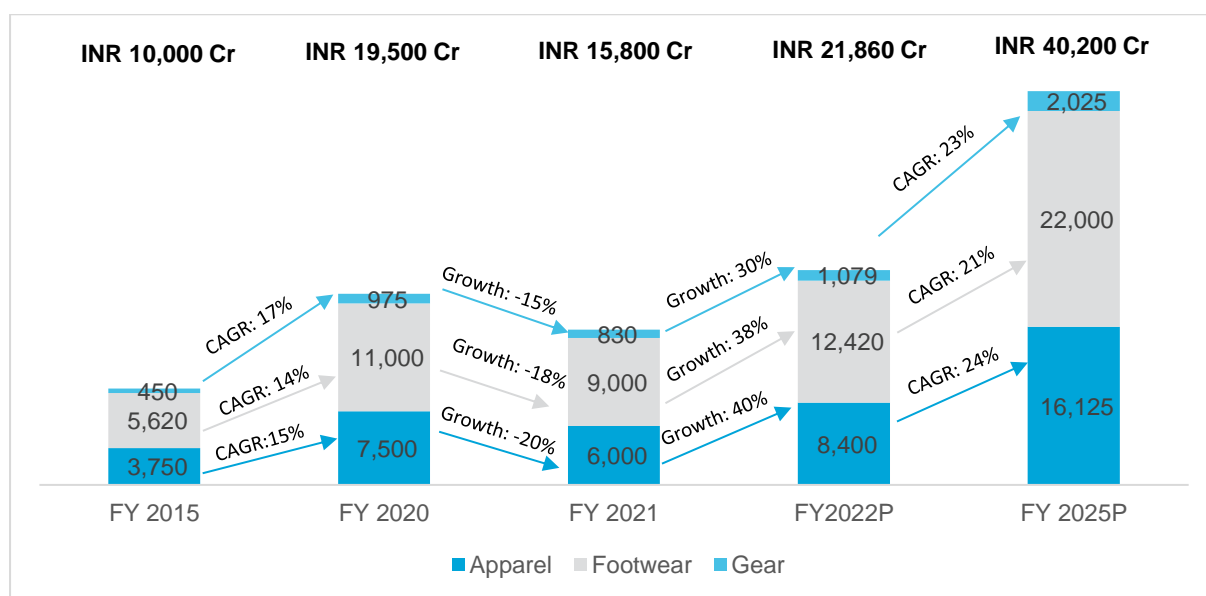 INR 10,000 Cr
INR 19,500 Cr
INR 15,800 Cr
INR 21,860 Cr
INR 40,200 Cr
450
5,620
3,750
CAGR: 17%
CAGR: 14%
CAGR:15%
975
11,000
7,500
Growth: -15%
Growth: -18%
Growth: -20%
830
9,000
6,000
Growth: 30%
Growth: 38%
Growth: 40%
1,079
12,420
8,400
CAGR: 23%
CAGR: 21%
CAGR: 24%
2,025
22,000
16,125
FY 2015
FY 2020
FY 2021
FY2022P
FY 2025P
Apparel
Footwear
Gear